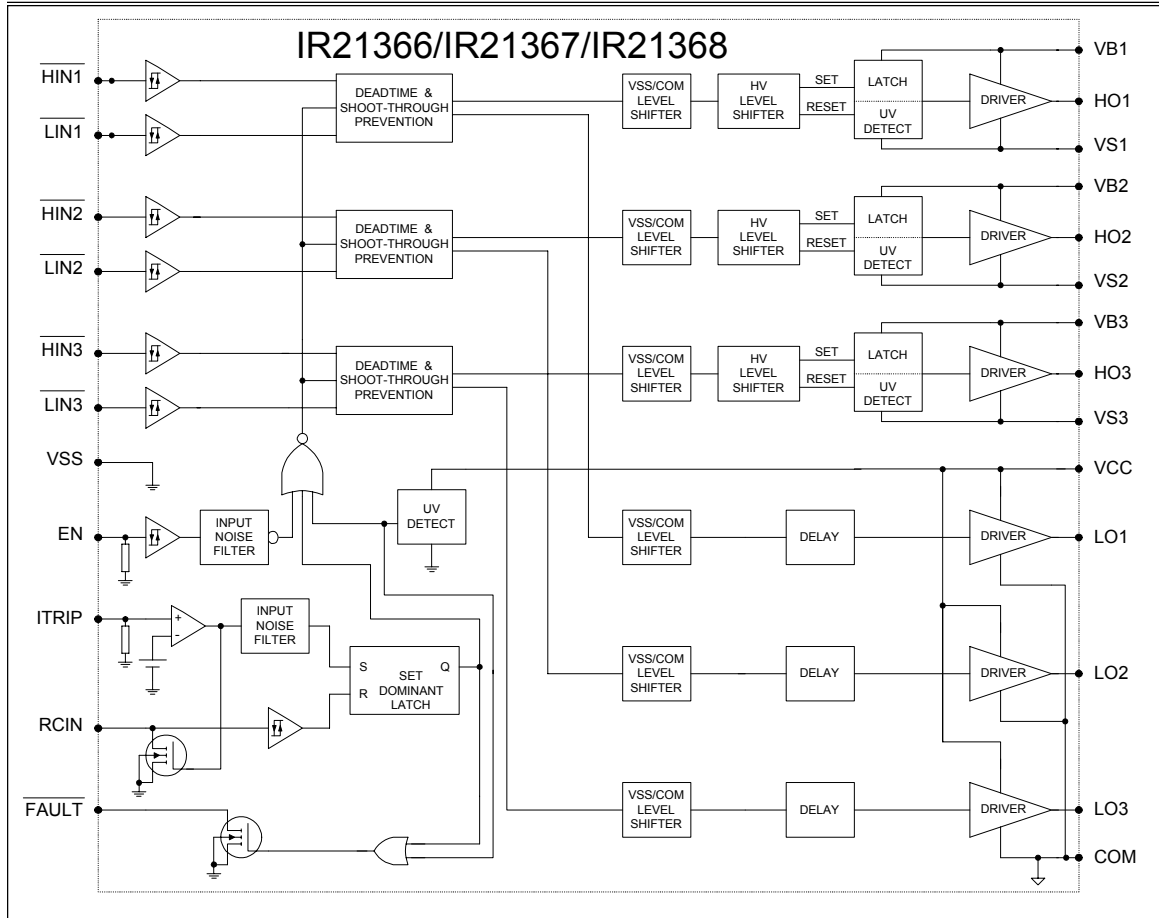 IR21366/IR21367/IR21368
HIN1
LIN1
DEADTIME &
SHOOT-THROUGH
PREVENTION
VSS/COM
LEVEL
SHIFTER
HV
LEVEL
SHIFTER
SET
RESET
LATCH
UV
DETECT
DRIVER
VB1
HO1
VS1
HIN2
LIN2
DEADTIME &
SHOOT-THROUGH
PREVENTION
VSS/COM
LEVEL
SHIFTER
HV
LEVEL
SHIFTER
SET
RESET
LATCH
UV
DETECT
DRIVER
VB2
HO2
VS2
HIN3
LIN3
DEADTIME &
SHOOT-THROUGH
PREVENTION
VSS/COM
LEVEL
SHIFTER
HV
LEVEL
SHIFTER
SET
RESET
LATCH
UV
DETECT
DRIVER
VB3
HO3
VS3
VSS
VCC
EN
INPUT
NOISE
FILTER
UV
DETECT
VSS/COM
LEVEL
SHIFTER
DELAY
DRIVER
LO1
ITRIP
+
-
INPUT
NOISE
FILTER
S
R
Q
SET
DOMINANT
LATCH
VSS/COM
LEVEL
SHIFTER
DELAY
DRIVER
LO2
RCIN
FAULT
VSS/COM
LEVEL
SHIFTER
DELAY
DRIVER
LO3
COM